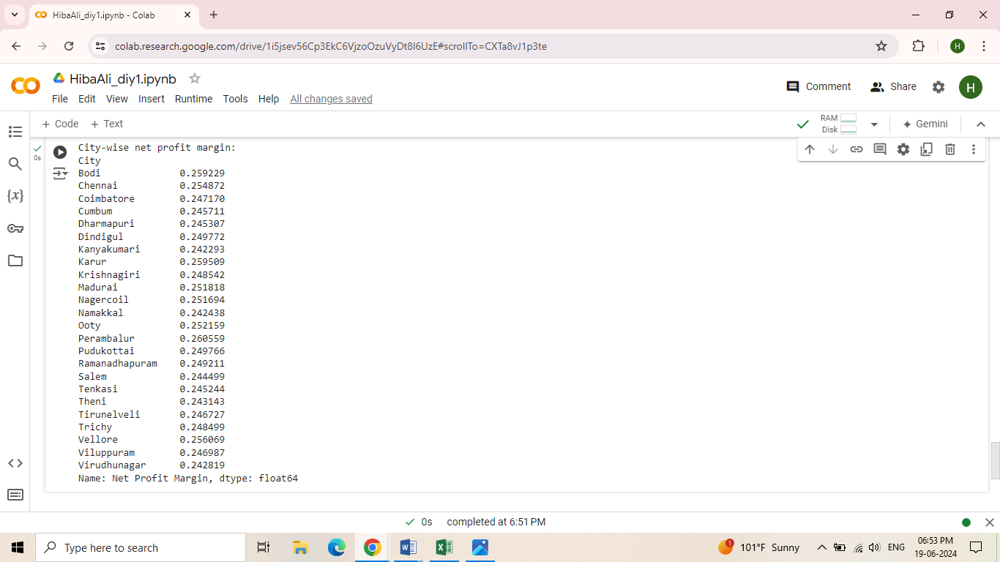 HibaAli_diy1.ipynb - Colab
colab.research.google.com/drive/1i5jsev56Cp3EkC6VjzoOzuVyDt8I6UzE#scrollTo=CXTa8vJ1p3te
H
HibaAli_diy1.ipynb
File Edit View Insert Runtime Tools Help All changes saved
Comment Share H
+ Code + Text
RAM
Disk
Gemini
0s
City-wise net profit margin:
City
Bodi 0.259229
Chennai 0.254872
Coimbatore 0.247170
Cumbum 0.245711
Dharmapuri 0.245307
Dindigul 0.249772
Kanyakumari 0.242293
Karur 0.259509
Krishnagiri 0.248542
Madurai 0.251818
Nagercoil 0.251694
Namakkal 0.242438
Ooty 0.252159
Perambalur 0.260559
Pudukottai 0.249766
Ramanadhapuram 0.249211
Salem 0.244499
Tenkasi 0.245244
Theni 0.243143
Tirunelveli 0.246727
Trichy 0.248499
Vellore 0.256069
Viluppuram 0.246987
Virudhunagar 0.242819
Name: Net Profit Margin, dtype: float64
0s completed at 6:51 PM
Type here to search
1
101°F Sunny
ENG
06:53 PM
19-06-2024